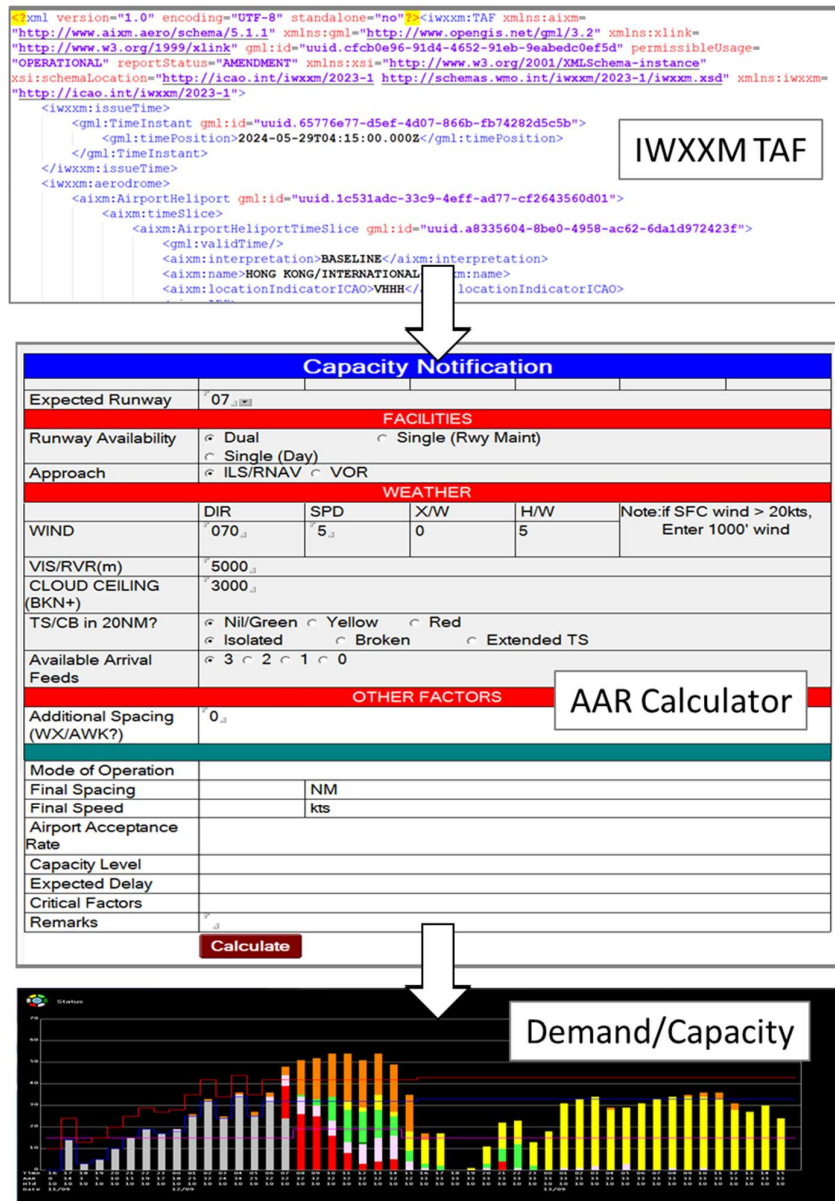 <?xml version="1.0" encoding="UTF-8" standalone="no"?><iwxxm:TAF xmlns:aixm=
"http://www.aixm.aero/schema/5.1.1" xmlns:gml="http://www.opengis.net/gml/3.2" xmlns:xlink=
"http://www.w3.org/1999/xlink" gml:id="uuid.cfcb0e96-91d4-4652-91eb-9eabedc0ef5d" permissibleUsage=
"OPERATIONAL" reportStatus="AMENDMENT" xmlns:xsi="http://www.w3.org/2001/XMLSchema-instance"
xsi:schemaLocation="http://icao.int/iwxxm/2023-1 http://schemas.wmo.int/iwxxm/2023-1/iwxxm.xsd" xmlns:iwxxm=
"http://icao.int/iwxxm/2023-1">
<iwxxm:issueTime>
<gml:TimeInstant gml:id="uuid.65776e77-d5ef-4d07-866b-fb74282d5c5b">
<gml:timePosition>2024-05-29T04:15:00.000Z</gml:timePosition>
</gml:TimeInstant>
</iwxxm:issueTime>
IWXXM TAF
<iwxxm:aerodrome>
<aixm:AirportHeliport gml:id="uuid.1c531adc-33c9-4eff-ad77-cf2643560d01">
<aixm:timeSlice>
<aixm:AirportHeliportTimeSlice gml:id="uuid.a8335604-8be0-4958-ac62-6da1d972423f">
<gml:validTime/>
<aixm:interpretation>BASELINE</aixm:interpretation>
<aixm:name>HONG KONG/INTERNATIONAL xm:name>
<aixm:locationIndicatorICAO>VHHH</ locationIndicatorICAO>
Capacity Notification
Expected Runway 07
FACILITIES
Runway Availability Dual Single (Rwy Maint)
Single (Day)
Approach ILS/RNAV VOR
WEATHER
DIR SPD X/W H/W Note:if SFC wind > 20kts,
WIND 070 5 0 5 Enter 1000' wind
VIS/RVR(m) 5000
CLOUD CEILING 3000
(BKN+)
TS/CB in 20NM? Nil/Green Yellow Red
Isolated Broken Extended TS
Available Arrival 3 2 1 0
Feeds
OTHER FACTORS
AAR Calculator
Additional Spacing 0
(WX/AWK?)
Mode of Operation
Final Spacing NM
Final Speed kts
Airport Acceptance
Rate
Capacity Level
Expected Delay
Critical Factors
Remarks
Calculate
Status
Demand/Capacity
70
60
50
40
30
20
10
0